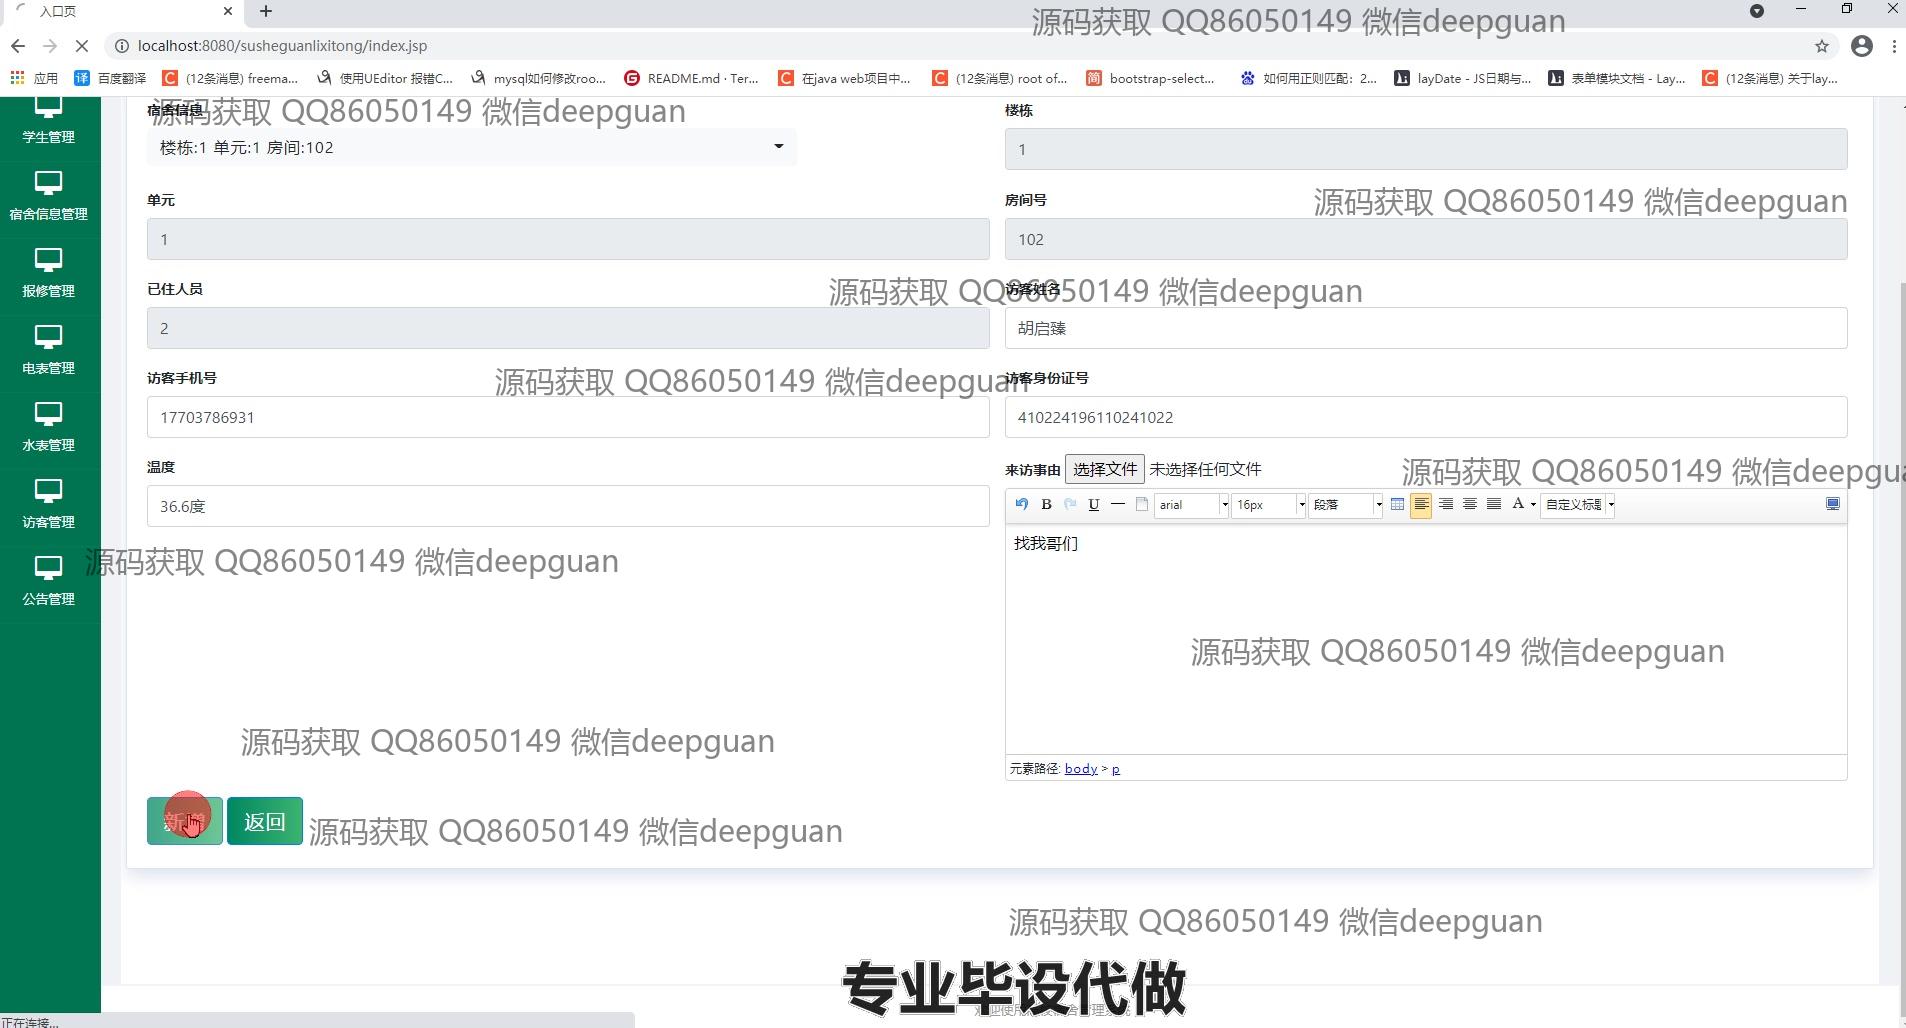 入口页
源码获取 QQ86050149 微信deepguan
localhost:8080/susheguanlixitong/index.jsp
应用 百度翻译 (12条消息) freema... 使用UEditor 报错C... mysql如何修改roo... README.md · Ter... 在java web项目中... (12条消息) root of... bootstrap-select... 如何用正则匹配：2... layDate - JS日期与... 表单模块文档 - Lay... (12条消息) 关于lay...
学生管理
宿舍信息管理
报修管理
电表管理
水表管理
访客管理
公告管理
宿舍信息
源码获取 QQ86050149 微信deepguan
楼栋
楼栋:1 单元:1 房间:102
1
单元
房间号
源码获取 QQ86050149 微信deepguan
1
102
已住人员
源码获取 QQ86050149 微信deepguan
访客姓名
2
胡启臻
访客手机号
源码获取 QQ86050149 微信deepguan
访客身份证号
17703786931
410224196110241022
温度
来访事由 选择文件 未选择任何文件
源码获取 QQ86050149 微信deepgua
36.6度
B U arial 16px 段落 A 自定义标题
找我哥们
源码获取 QQ86050149 微信deepguan
源码获取 QQ86050149 微信deepguan
源码获取 QQ86050149 微信deepguan
元素路径: body > p
新增 返回
源码获取 QQ86050149 微信deepguan
源码获取 QQ86050149 微信deepguan
专业毕设代做
正在连接...